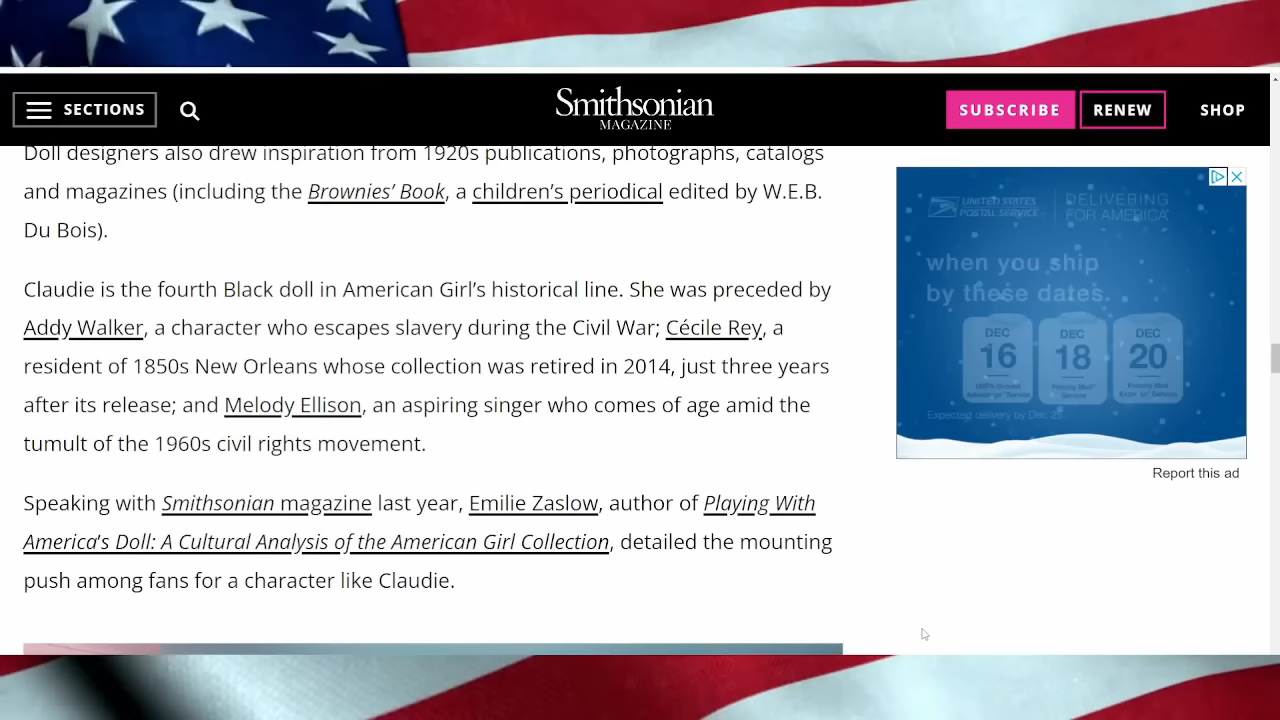 SECTIONS
Smithsonian
MAGAZINE
SUBSCRIBE
RENEW
SHOP
Doll designers also drew inspiration from 1920s publications, photographs, catalogs
and magazines (including the Brownies’ Book, a children’s periodical edited by W.E.B.
Du Bois).
Claudie is the fourth Black doll in American Girl’s historical line. She was preceded by
Addy Walker, a character who escapes slavery during the Civil War; Cécile Rey, a
resident of 1850s New Orleans whose collection was retired in 2014, just three years
after its release; and Melody Ellison, an aspiring singer who comes of age amid the
tumult of the 1960s civil rights movement.
Speaking with Smithsonian magazine last year, Emilie Zaslow, author of Playing With
America’s Doll: A Cultural Analysis of the American Girl Collection, detailed the mounting
push among fans for a character like Claudie.
UNITED STATES
POSTAL SERVICE
DELIVERING
FOR AMERICA
when you ship
by these dates.
DEC
16
DEC
18
Priority Mail
Service
DEC
20
Priority Mail
Service
Expected delivery by Dec
Report this ad